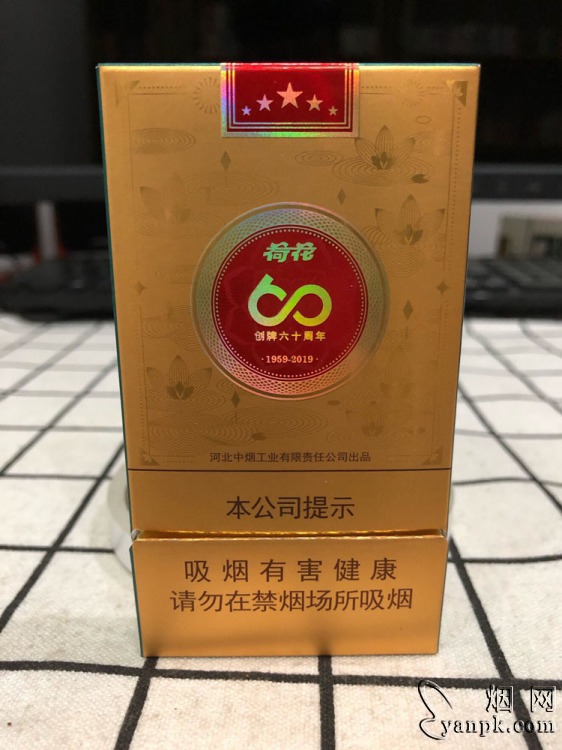 荷花
60
创牌六十周年
·1959-2019·
河北中烟工业有限责任公司出品
本公司提示
吸烟有害健康
请勿在禁烟场所吸烟
烟网
yanpk.com